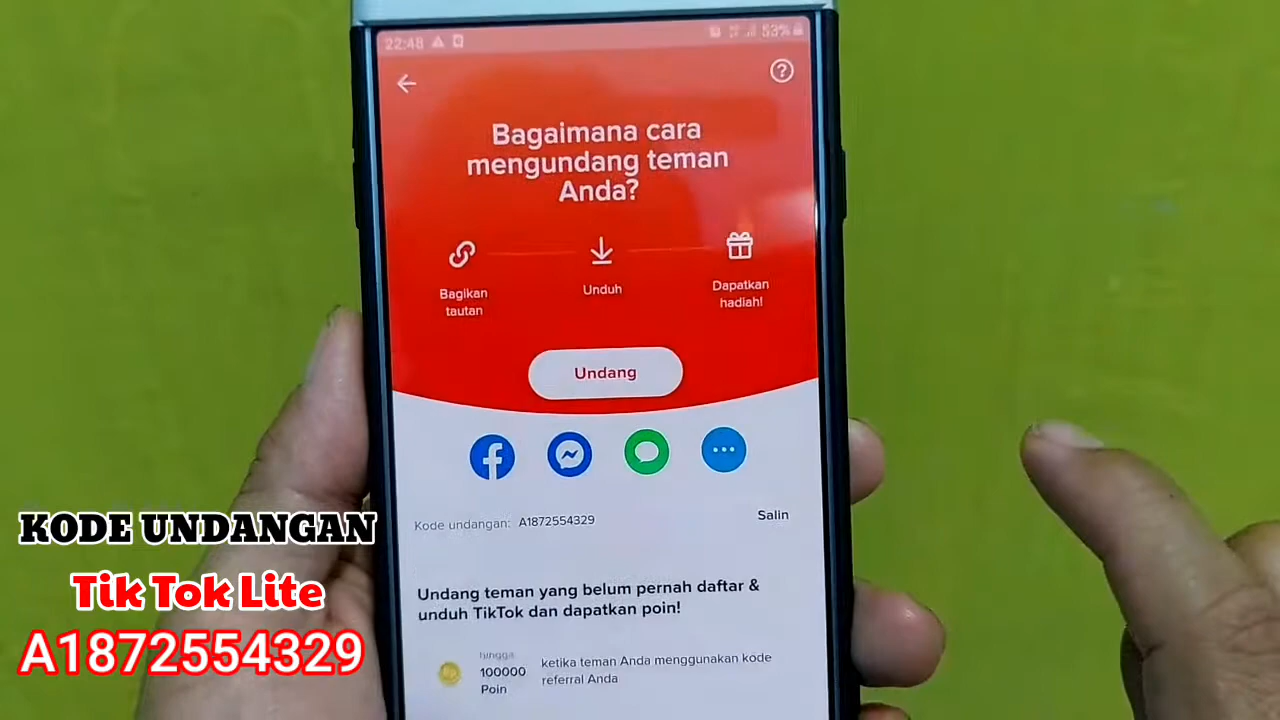 22:48
53%
Bagaimana cara
mengundang teman
Anda?
Bagikan
tautan
Unduh
Dapatkan
hadiah!
Undang
Kode undangan: A1872554329
Salin
Undang teman yang belum pernah daftar &
unduh TikTok dan dapatkan poin!
hingga
100000
Poin
ketika teman Anda menggunakan kode
referral Anda
KODE UNDANGAN
Tik Tok Lite
A1872554329